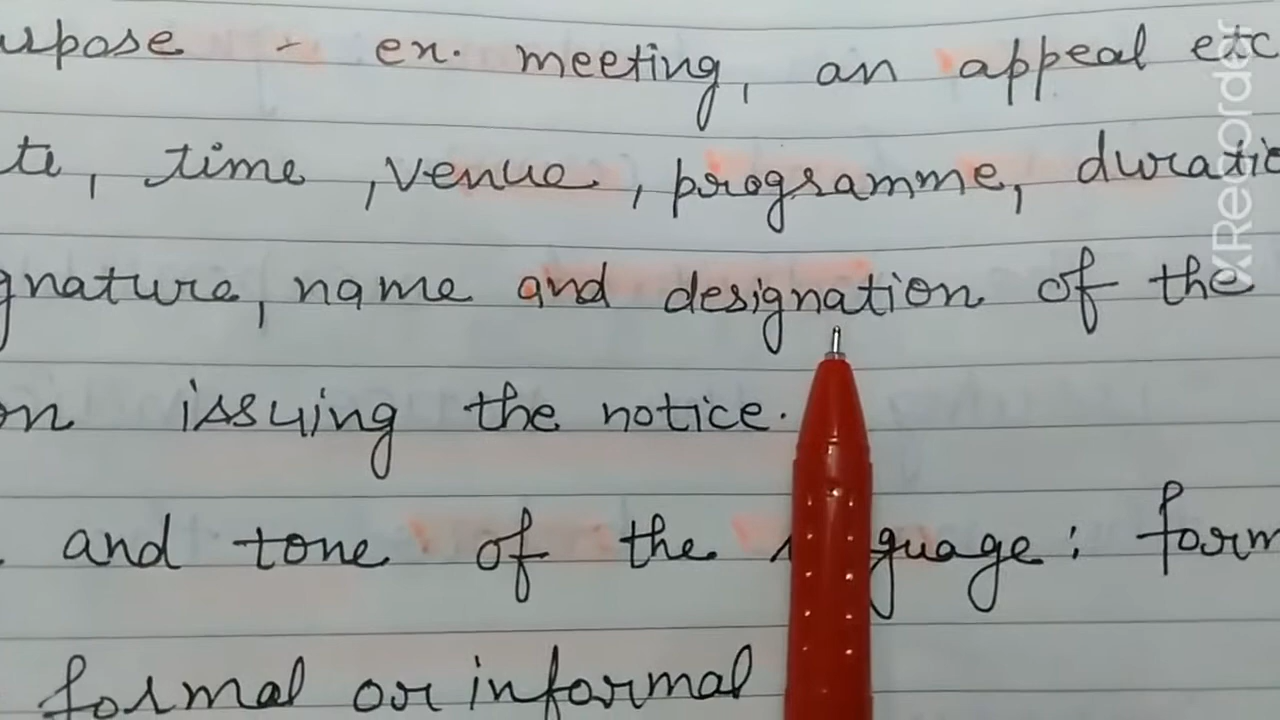 urpose - ex. meeting, an appeal etc
te, time, venue, programme, duratio
gnature, name and designation of the
on issuing the notice.
and tone of the guage: form
formal or informal
XRecorder